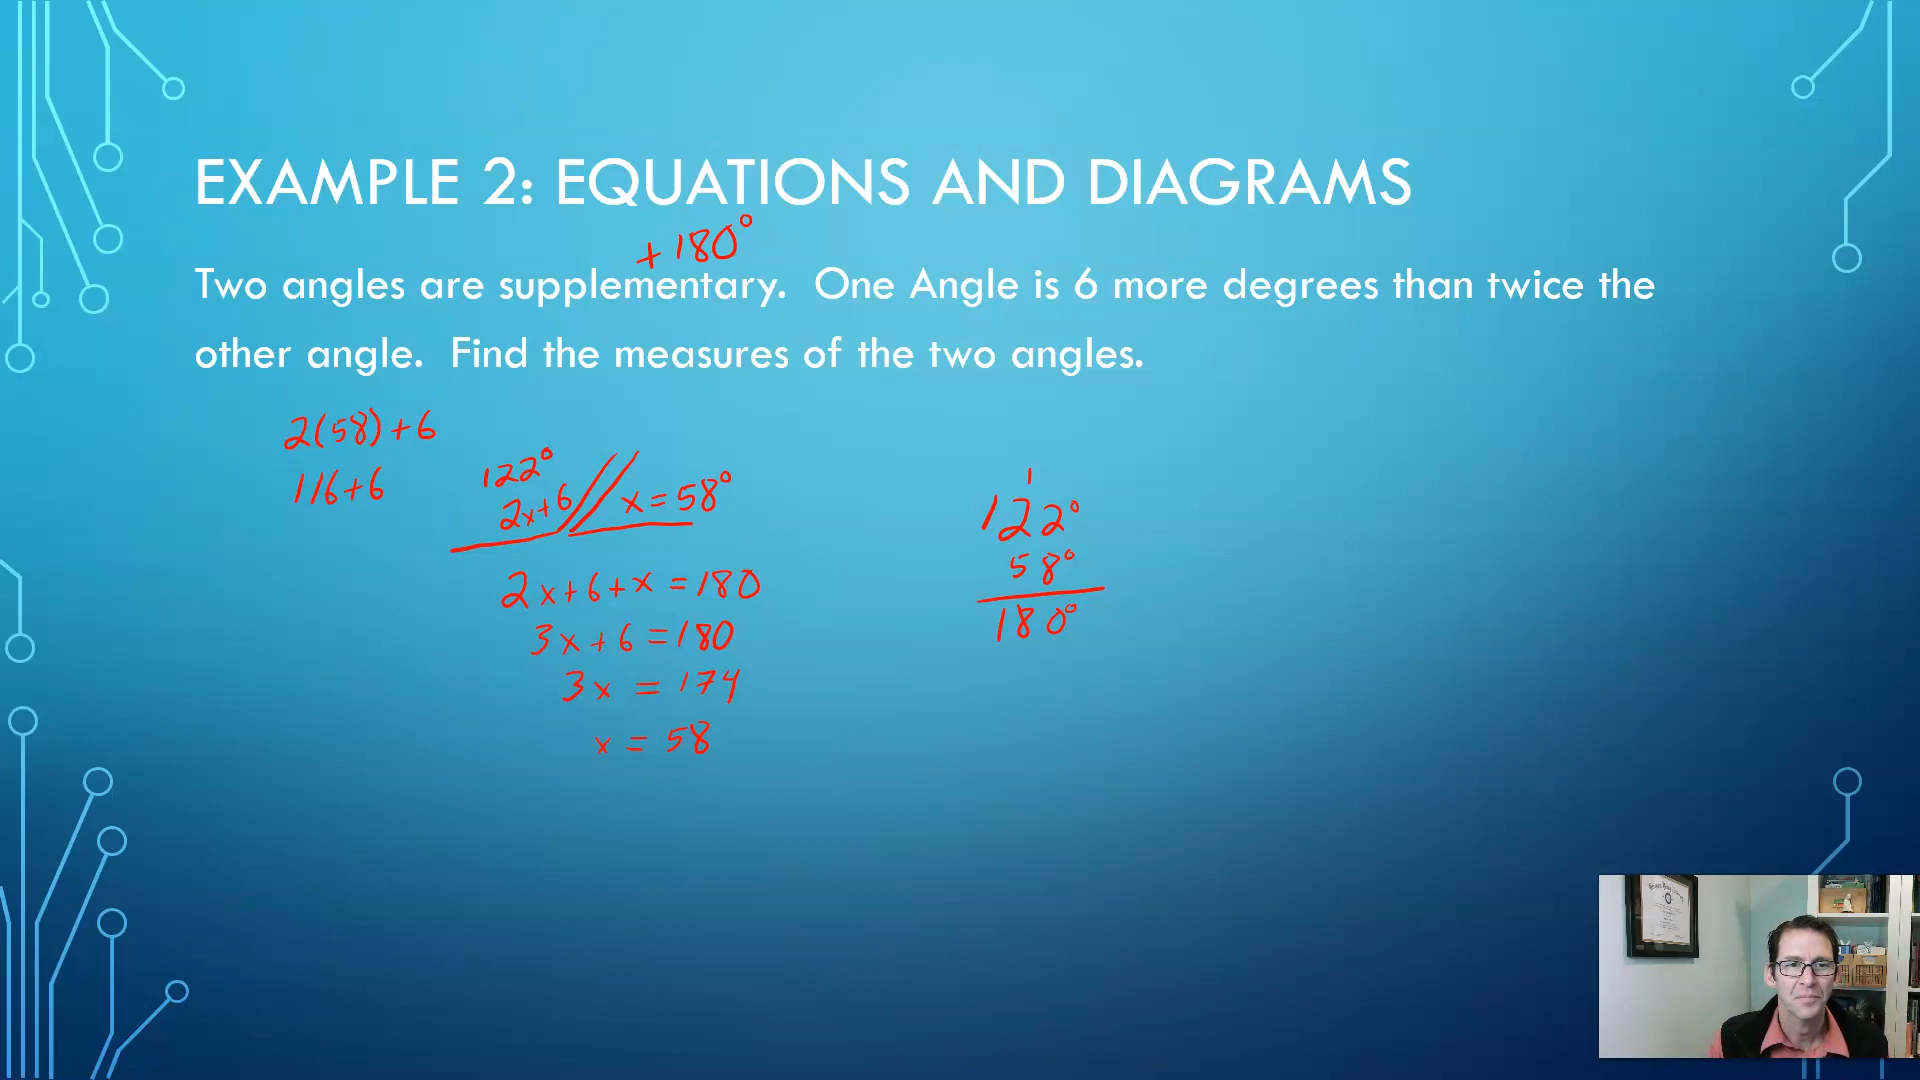 EXAMPLE 2: EQUATIONS AND DIAGRAMS
+180°
Two angles are supplementary. One Angle is 6 more degrees than twice the
other angle. Find the measures of the two angles.
2(58)+6
116+6
122°
2x+6 // x=58°
2x+6+x=180
3x+6=180
3x=174
x=58
1
122°
58°
180°